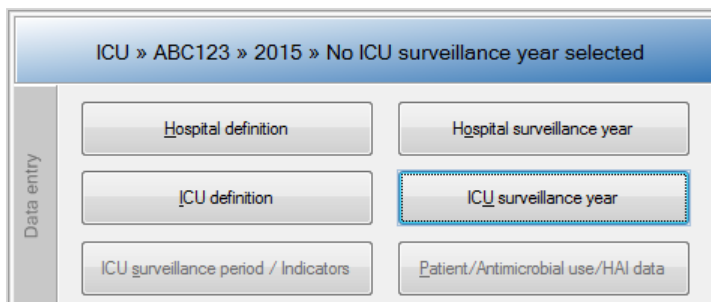 ICU » ABC123 » 2015 » No ICU surveillance year selected
Data entry
Hospital definition
Hospital surveillance year
ICU definition
ICU surveillance year
ICU surveillance period / Indicators
Patient/Antimicrobial use/HAI data